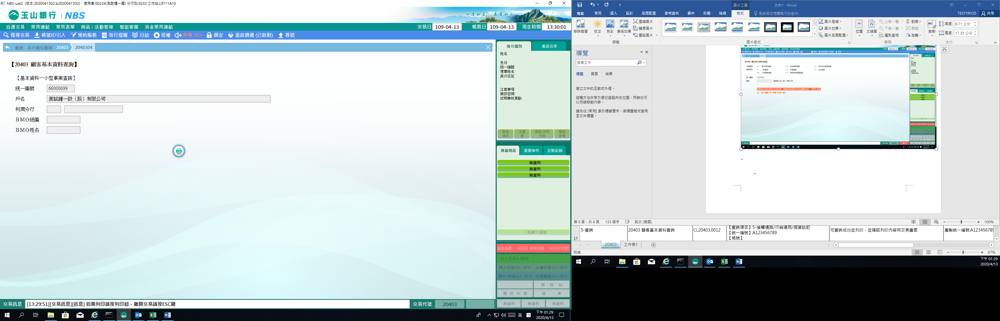 NBS-uat2 (版本:2020041302.b2020041302) 使用者:00224(測試櫃一賓) 分行別:9232 工作站:L9711A10
玉山銀行 | NBS
心清如玉, 義重如山
自選交易 常用連結 常用表單 商品 / 活動管理 智能客服 消金常用連結
交易日 109-04-13 帳務日 109-04-13 現在時間 13:30:01
搜尋交易 帳號ID引入 預約服務 蒞行提醒 日誌 授權 廣播:303 鎖定 重啟週邊 (已啟動) 簽退
查詢 存戶資料查詢 20403 2040304
【20403 顧客基本資料查詢】
【基本資料—小型事業查詢】
統一編號 66000699
戶名 測試鍾一致（股）有限公司
利潤分行
ＢＭＯ統編
ＢＭＯ姓名
身分識別 產品往來
姓名
生日
統一編號
理專姓名
身分註記
注意事項
簡訊密碼
近期事故異動
顧客資訊 手續費 通路/共同行銷 顧客影像
推薦商品 重要事件 互動記錄
無資料
無資料
無資料
一般轉介登錄
服務號碼： 0000 等候時間： 00分00秒
ＶＩＰ:0人 00分
個人交易:0人 00分 企業交易:0人 00分
開戶/申請:0人 00分 外匯業務:0人 00分
再 呼 叫
預 約 叫 號 結 束
無資料 無資料 無資料
交易訊息 [13:29:51][交易訊息][訊息] 如需列印請按列印鈕，離開交易請按ESC鍵
交易代號 20403
英
下午 01:29
2020/4/13
圖片工具
文件1 - Word
檔案 常用 插入 設計 版面配置 參考資料 郵件 校閱 檢視 格式 告訴我您想要執行的動作...
TEST19125 共用
移除背景 校正 色彩 美術效果
壓縮圖片
變更圖片
重設圖片
調整
圖片樣式
圖片框線
圖片效果
圖片版面配置
位置 文繞圖
上移一層
下移一層
選取窗格
對齊
群組
旋轉
排列
裁剪
高度: 9.71 公分
寬度: 17.35 公分
大小
導覽
搜尋文件
標題 頁面 結果
建立文件的互動式外框。
這種方法非常方便您追蹤所在位置，同時也可
以快速移動內容。
請先從 [常用] 索引標籤著手，將標題樣式套用
至文件標題。
第 6 頁，共 6 頁 133 個字 英文 (美國)
100%
17
5-查詢
20403 顧客基本資料查詢
CL20403.0012
【查詢項目】5-接觸通路/行銷運用/個資註記
【統一編號】A123456789
【帳號】
可查詢成功並列印，並確認列印內容同交易畫面
產製統一編號:A123456789
20403 工作表1
就緒
87%
下午 01:29
2020/4/13